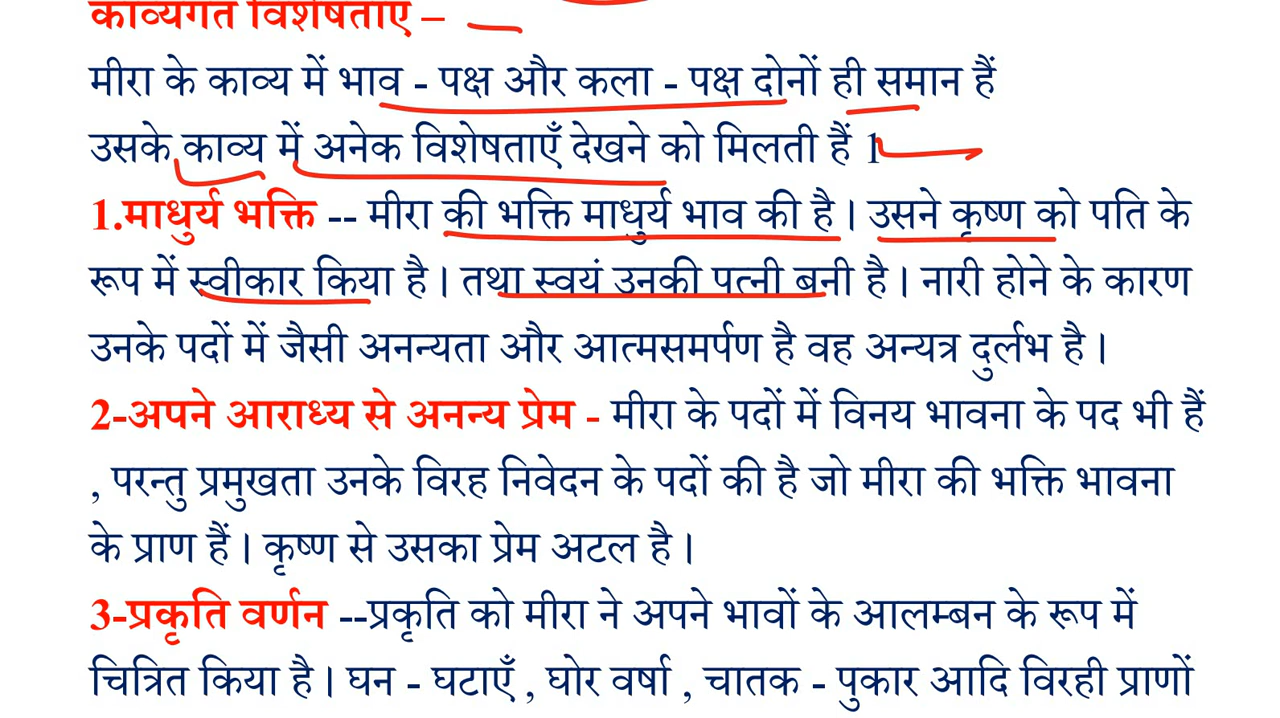 काव्यगत विशेषताएँ –
मीरा के काव्य में भाव - पक्ष और कला - पक्ष दोनों ही समान हैं
उसके काव्य में अनेक विशेषताएँ देखने को मिलती हैं 1
1.माधुर्य भक्ति -- मीरा की भक्ति माधुर्य भाव की है। उसने कृष्ण को पति के
रूप में स्वीकार किया है। तथा स्वयं उनकी पत्नी बनी है। नारी होने के कारण
उनके पदों में जैसी अनन्यता और आत्मसमर्पण है वह अन्यत्र दुर्लभ है।
2-अपने आराध्य से अनन्य प्रेम - मीरा के पदों में विनय भावना के पद भी हैं
, परन्तु प्रमुखता उनके विरह निवेदन के पदों की है जो मीरा की भक्ति भावना
के प्राण हैं। कृष्ण से उसका प्रेम अटल है।
3-प्रकृति वर्णन --प्रकृति को मीरा ने अपने भावों के आलम्बन के रूप में
चित्रित किया है। घन - घटाएँ , घोर वर्षा , चातक - पुकार आदि विरही प्राणों